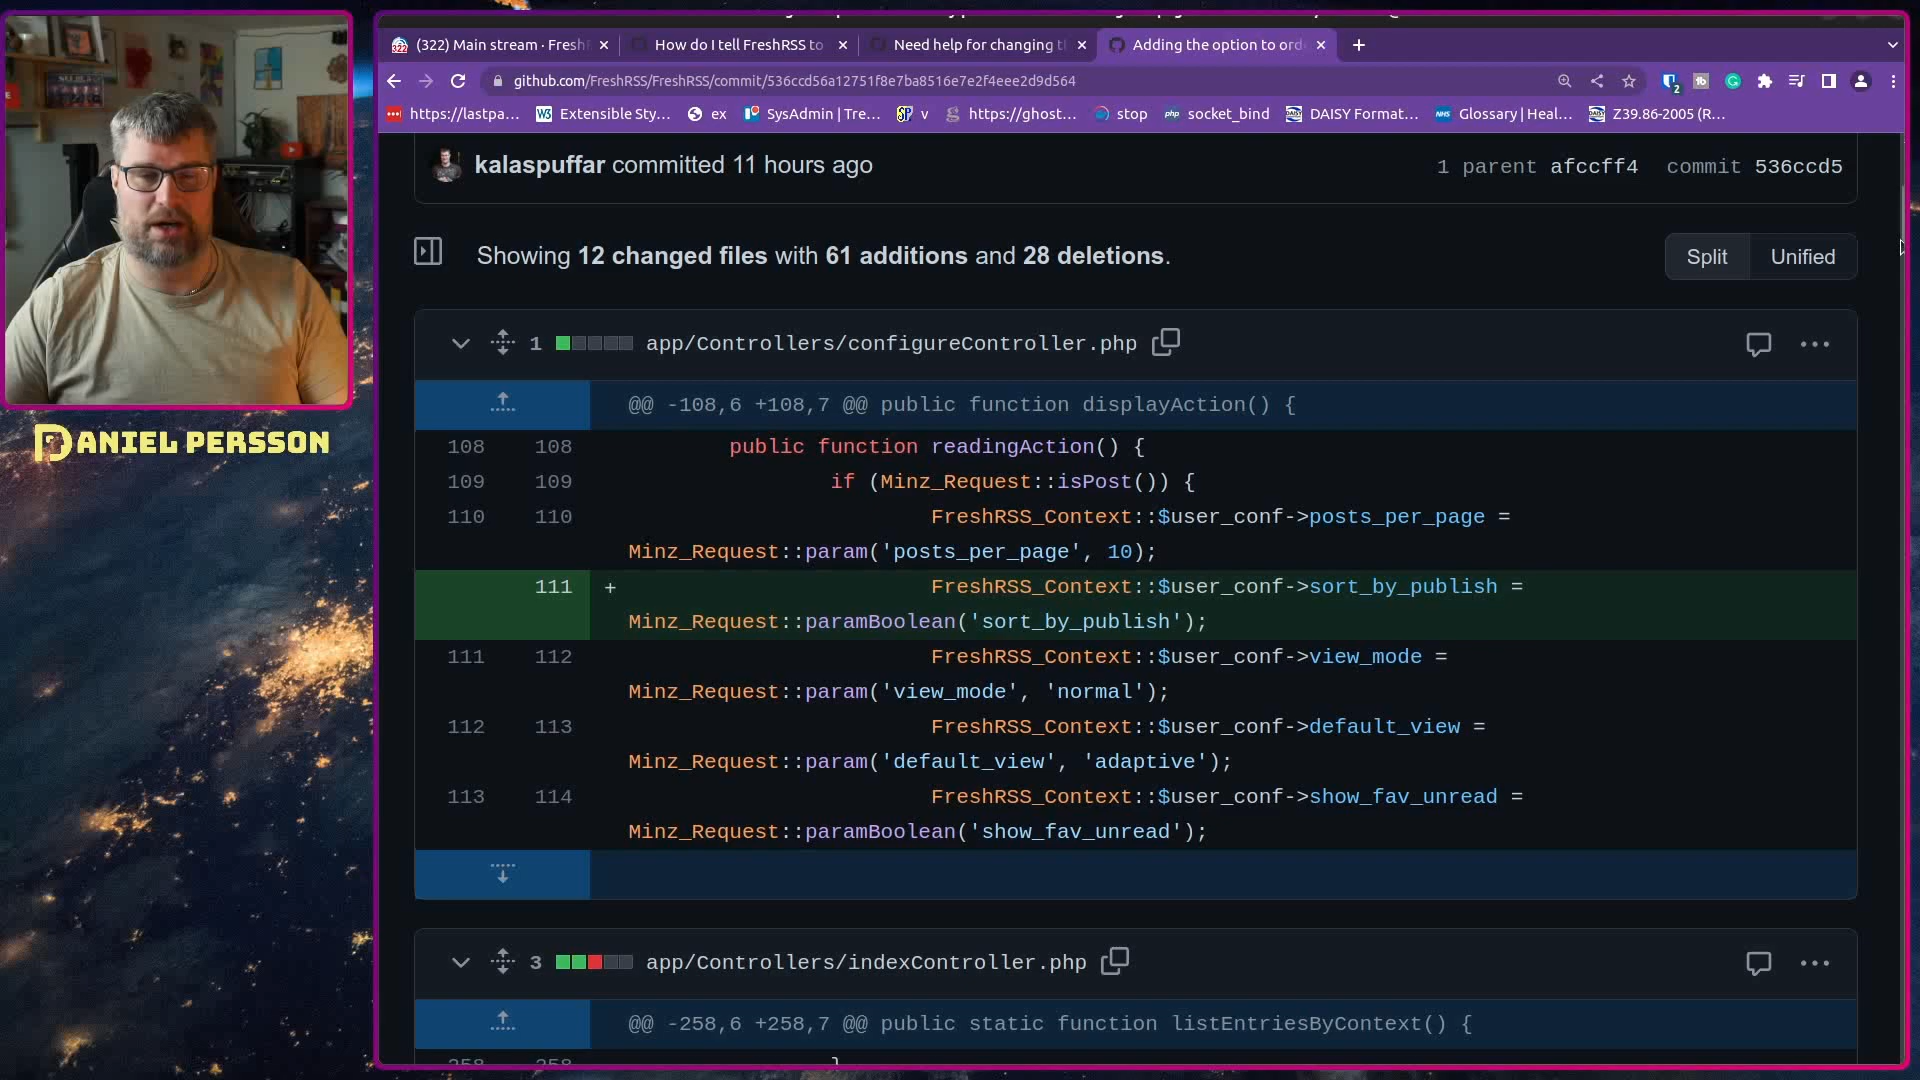 (322) Main stream · Fresh
How do I tell FreshRSS to
Need help for changing t
Adding the option to ord
github.com/FreshRSS/FreshRSS/commit/536ccd56a12751f8e7ba8516e7e2f4eee2d9d564
https://lastpa... Extensible Sty... ex SysAdmin | Tre... v https://ghost... stop socket_bind DAISY Format... Glossary | Heal... Z39.86-2005 (R...
kalaspuffar committed 11 hours ago
1 parent afccff4 commit 536ccd5
Showing 12 changed files with 61 additions and 28 deletions.
Split Unified
1 app/Controllers/configureController.php
@@ -108,6 +108,7 @@ public function displayAction() {
108 108 public function readingAction() {
109 109 if (Minz_Request::isPost()) {
110 110 FreshRSS_Context::$user_conf->posts_per_page =
Minz_Request::param('posts_per_page', 10);
111 + FreshRSS_Context::$user_conf->sort_by_publish =
Minz_Request::paramBoolean('sort_by_publish');
111 112 FreshRSS_Context::$user_conf->view_mode =
Minz_Request::param('view_mode', 'normal');
112 113 FreshRSS_Context::$user_conf->default_view =
Minz_Request::param('default_view', 'adaptive');
113 114 FreshRSS_Context::$user_conf->show_fav_unread =
Minz_Request::paramBoolean('show_fav_unread');
3 app/Controllers/indexController.php
@@ -258,6 +258,7 @@ public static function listEntriesByContext() {
258 258 }
DANIEL PERSSON